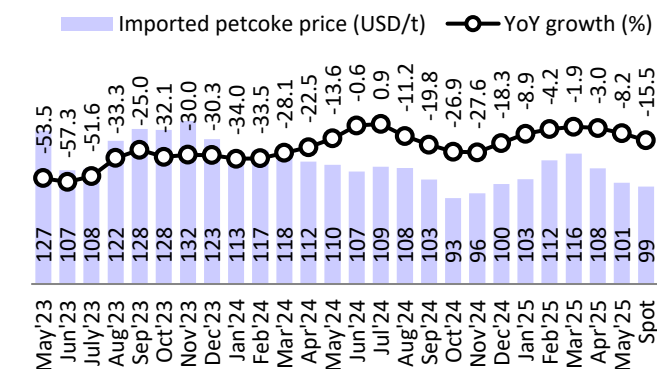 Imported petcoke price (USD/t) YoY growth (%)
-53.5 -57.3 -51.6 -33.3 -25.0 -32.1 -30.0 -30.3 -34.0 -33.5 -28.1 -22.5 -13.6 -0.6 0.9 -11.2 -19.8 -26.9 -27.6 -18.3 -8.9 -4.2 -1.9 -3.0 -8.2 -15.5
127 107 108 122 128 128 132 123 113 117 118 112 110 107 109 108 103 93 96 100 103 112 116 108 101 99
May'23 Jun'23 July'23 Aug'23 Sep'23 Oct'23 Nov'23 Dec'23 Jan'24 Feb'24 Mar'24 Apr'24 May'24 Jun'24 Jul'24 Aug'24 Sep'24 Oct'24 Nov'24 Dec'24 Jan'25 Feb'25 Mar'25 Apr'25 May'25 Spot